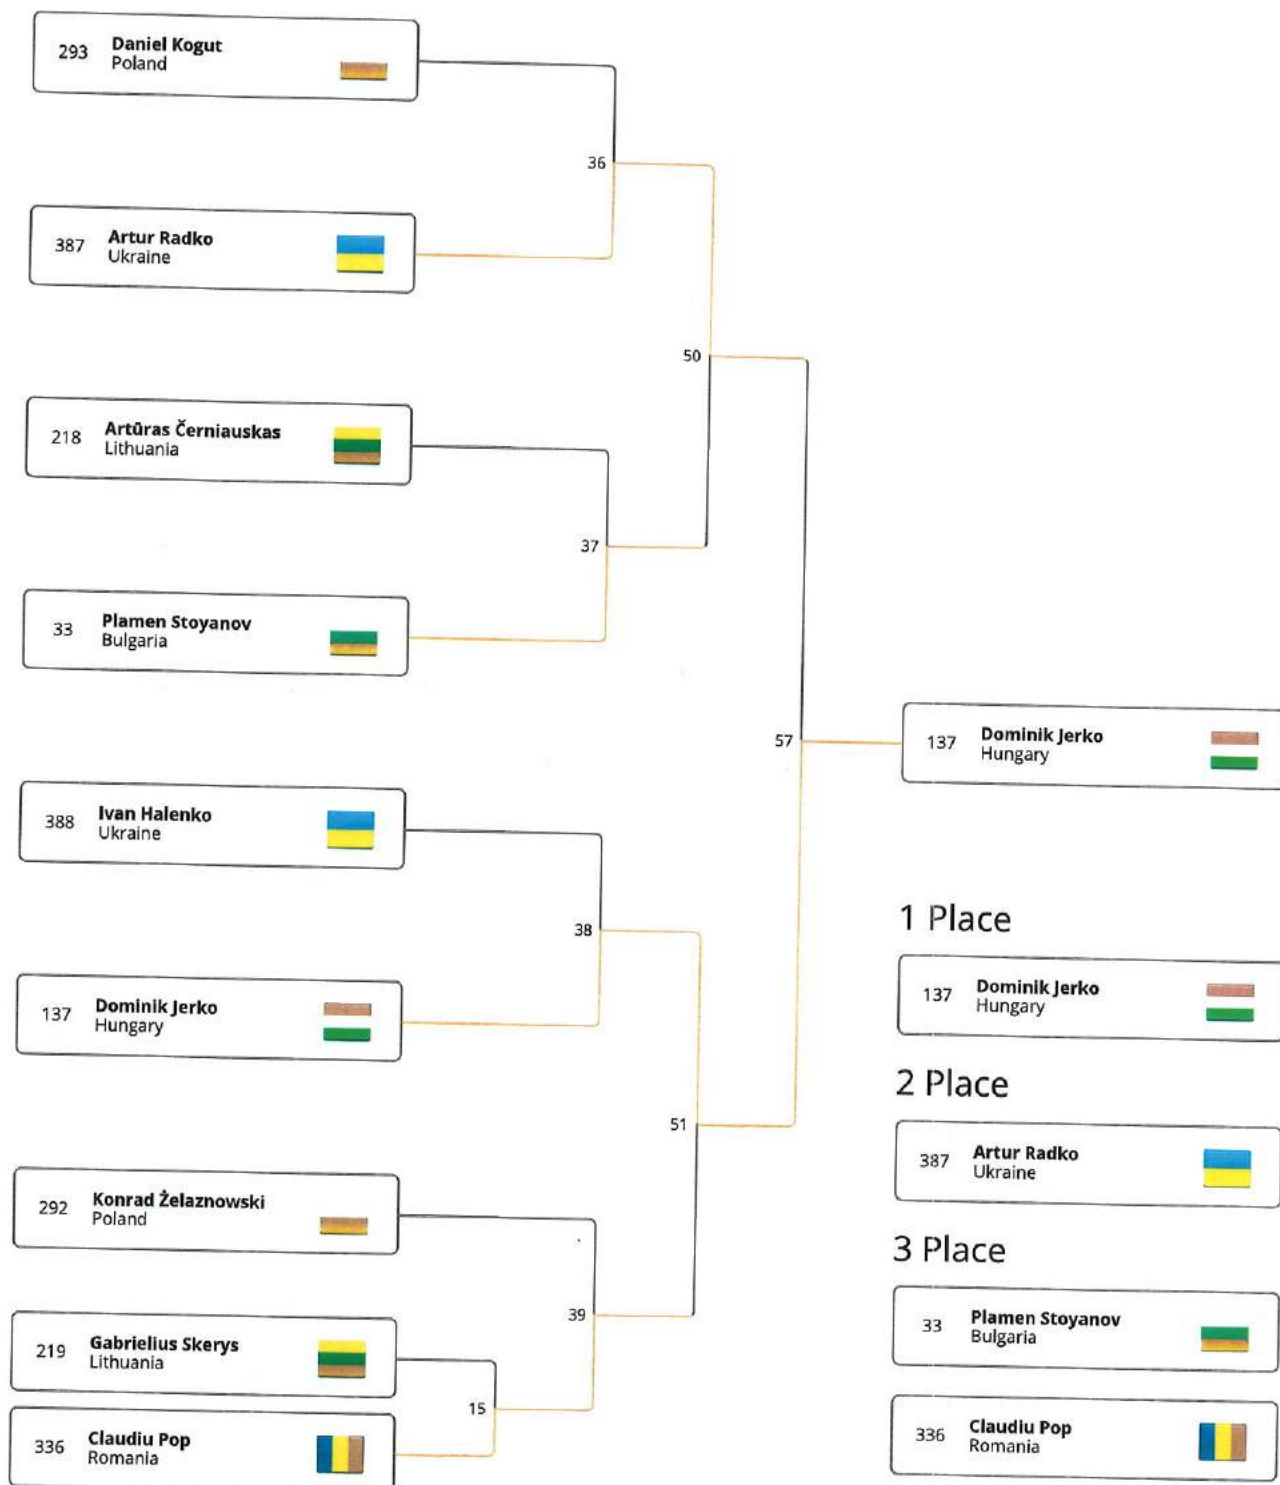 293 Daniel Kogut
Poland
36
387 Artur Radko
Ukraine
50
218 Artūras Černiauskas
Lithuania
37
33 Plamen Stoyanov
Bulgaria
57
137 Dominik Jerko
Hungary
388 Ivan Halenko
Ukraine
38
137 Dominik Jerko
Hungary
51
292 Konrad Żelaznowski
Poland
39
219 Gabrielius Skerys
Lithuania
15
336 Claudiu Pop
Romania
1 Place
137 Dominik Jerko
Hungary
2 Place
387 Artur Radko
Ukraine
3 Place
33 Plamen Stoyanov
Bulgaria
336 Claudiu Pop
Romania